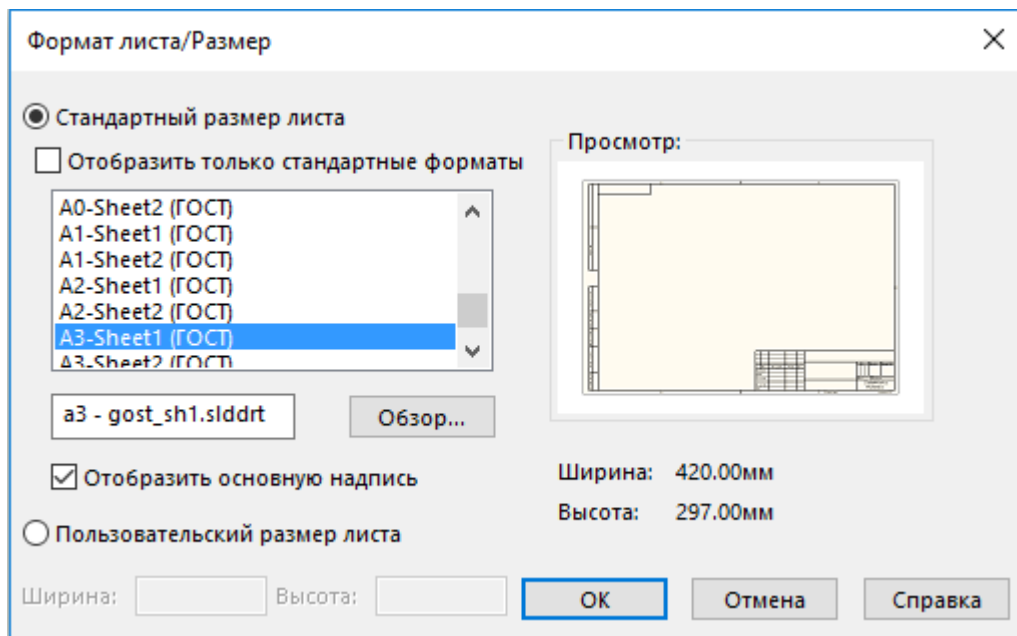 Формат листа/Размер
Стандартный размер листа
Отобразить только стандартные форматы
Просмотр:
A0-Sheet2 (ГОСТ)
A1-Sheet1 (ГОСТ)
A1-Sheet2 (ГОСТ)
A2-Sheet1 (ГОСТ)
A2-Sheet2 (ГОСТ)
A3-Sheet1 (ГОСТ)
A3-Sheet2 (ГОСТ)
a3 - gost_sh1.slddrt
Обзор...
Отобразить основную надпись
Ширина: 420.00мм
Высота: 297.00мм
Пользовательский размер листа
Ширина: Высота:
OK Отмена Справка